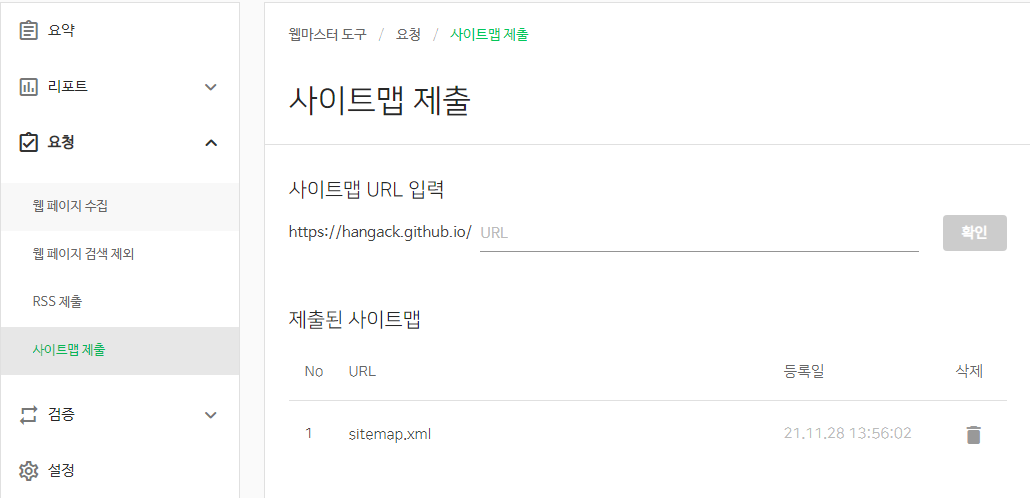 요약
리포트
요청
웹 페이지 수집
웹 페이지 검색 제외
RSS 제출
사이트맵 제출
검증
설정
웹마스터 도구 / 요청 / 사이트맵 제출
사이트맵 제출
사이트맵 URL 입력
https://hangack.github.io/ URL 확인
제출된 사이트맵
No URL 등록일 삭제
1 sitemap.xml 21.11.28 13:56:02